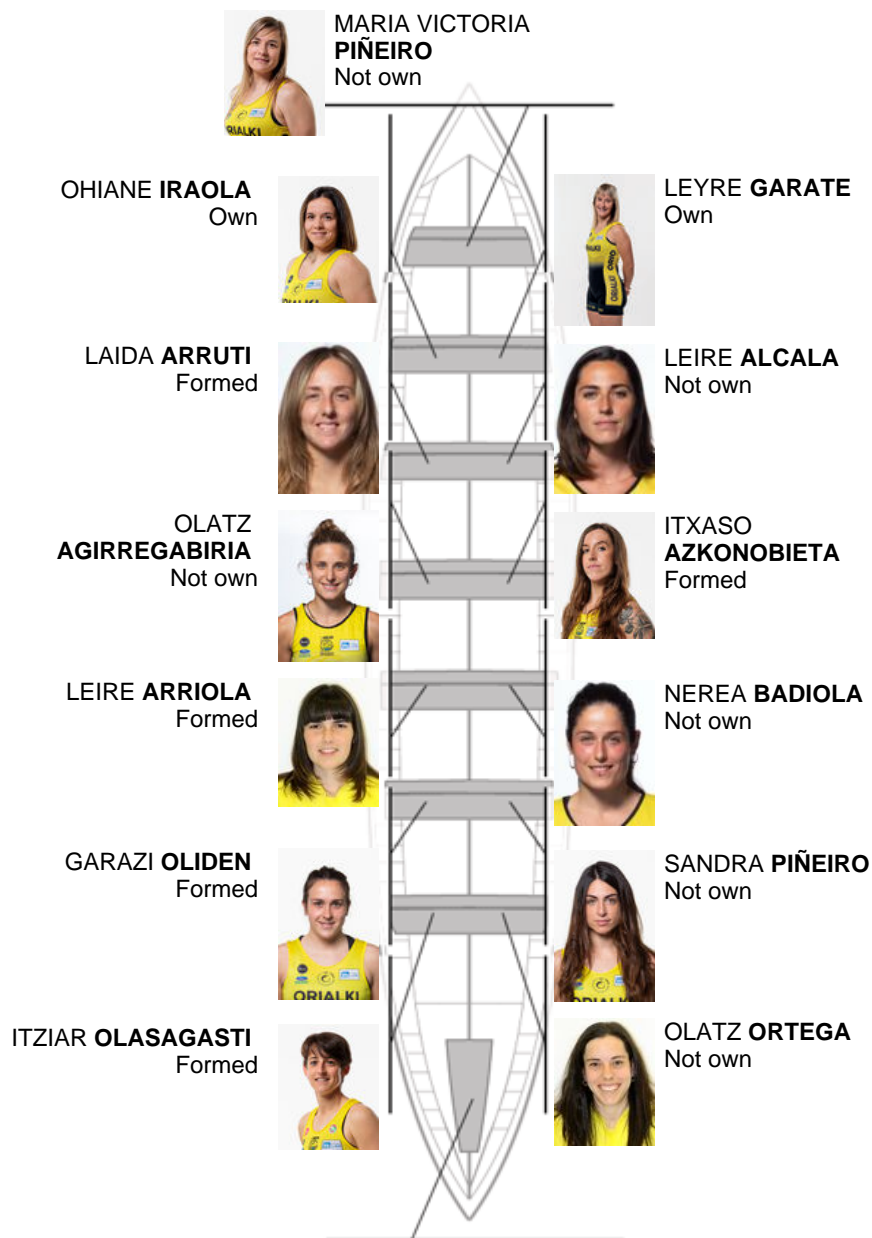 MARIA VICTORIA
PIÑEIRO
Not own
OHIANE IRAOLA
Own
LEYRE GARATE
Own
LAIDA ARRUTI
Formed
LEIRE ALCALA
Not own
OLATZ
AGIRREGABIRIA
Not own
ITXASO
AZKONOBIETA
Formed
LEIRE ARRIOLA
Formed
NEREA BADIOLA
Not own
GARAZI OLIDEN
Formed
SANDRA PIÑEIRO
Not own
ORIALKI
ITZIAR OLASAGASTI
Formed
OLATZ ORTEGA
Not own